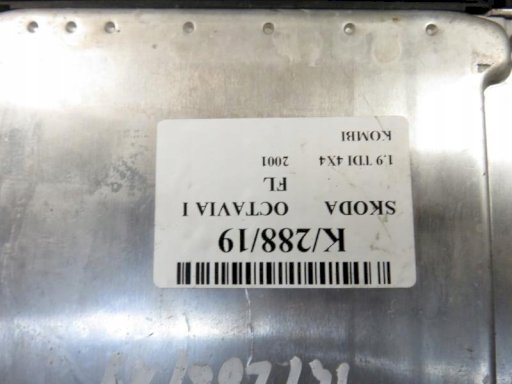 K/288/19
SKODA OCTAVIA I
FL
1.9 TDI 4X4 2001
KOMBI